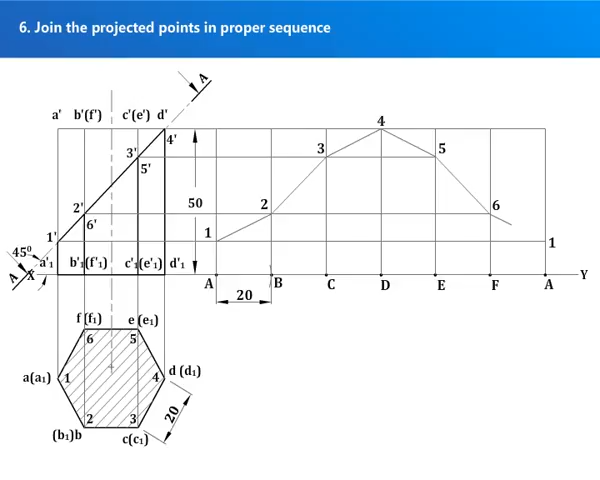 6. Join the projected points in proper sequence
A
a' b'(f') c'(e') d'
4
4'
3' 3 5
5'
50
2' 2 6
6'
1' 1 1
45⁰
a'₁ b'₁(f'₁) c'₁(e'₁) d'₁
A X Y
A B C D E F A
20
f (f₁) e (e₁)
6 5
a(a₁) 1 4 d (d₁)
2 3 20
(b₁)b c(c₁)